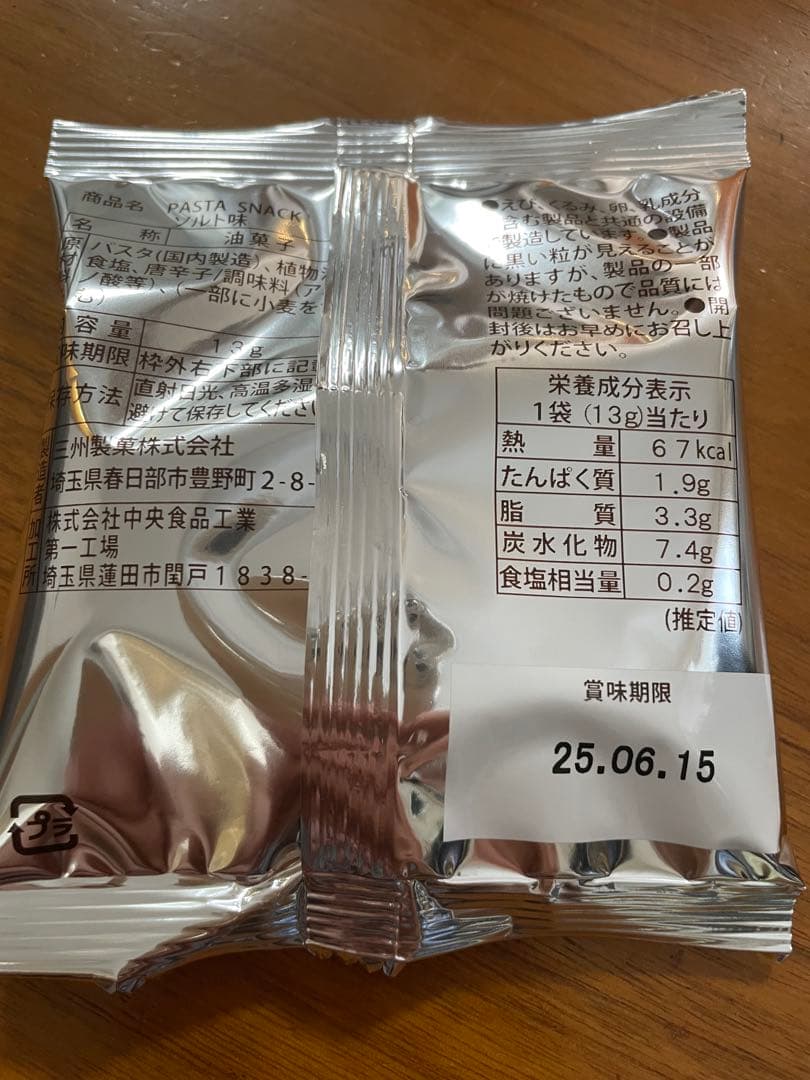 商品名 PASTA SNACK
ソルト味
名 称 油菓子
パスタ(国内製造)、植物
食塩、唐辛子/調味料(ア
ノ酸等)、(一部に小麦を
容量 13g
味期限 枠外右下部に記
保存方法 直射日光、高温多湿
避けて保存してくださ
製造者 三州製菓株式会社
埼玉県春日部市豊野町2-8-
加工所 株式会社中央食品工業
第一工場
埼玉県蓮田市閏戸1838-
プラ
●えび、くるみ、卵、乳成分
含む製品と共通の設備
製造しています。●製品
に黒い粒が見えることが
ありますが、製品の一部
が焼けたもので品質には
問題ございません。●開
封後はお早めにお召し上
がりください。
栄養成分表示
1袋(13g)当たり
熱量 67kcal
たんぱく質 1.9g
脂質 3.3g
炭水化物 7.4g
食塩相当量 0.2g
(推定値)
賞味期限
25.06.15